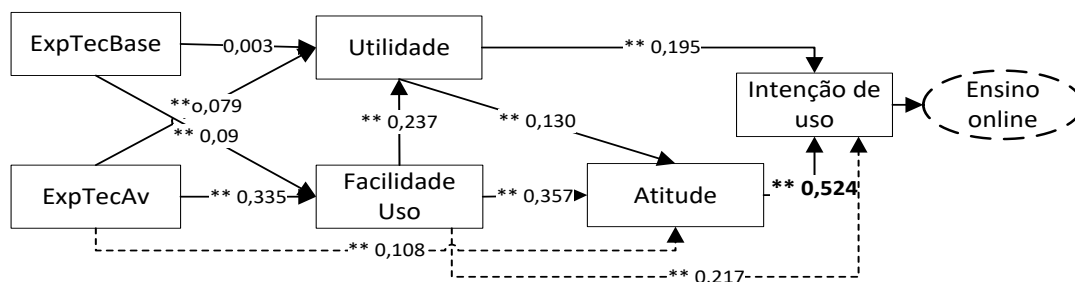 ExpTecBase
0,003
Utilidade
** 0,195
Intenção de
uso
Ensino
online
**o,079
** 0,09
** 0,237
** 0,130
ExpTecAv
** 0,335
Facilidade
Uso
** 0,357
Atitude
** 0,524
** 0,108
** 0,217